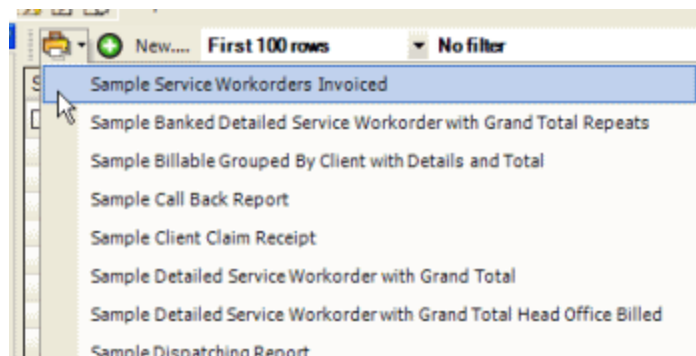 New.... First 100 rows No filter
Sample Service Workorders Invoiced
Sample Banked Detailed Service Workorder with Grand Total Repeats
Sample Billable Grouped By Client with Details and Total
Sample Call Back Report
Sample Client Claim Receipt
Sample Detailed Service Workorder with Grand Total
Sample Detailed Service Workorder with Grand Total Head Office Billed
Sample Dispatching Report